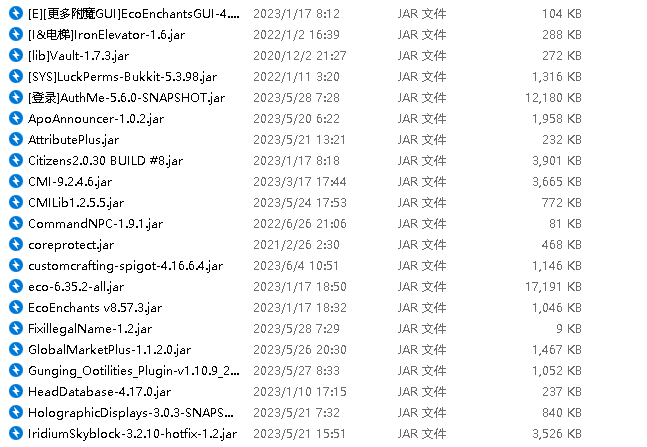 [E][更多附魔GUI]EcoEnchantsGUI-4.... 2023/1/17 8:12 JAR 文件 104 KB
[I&电梯]IronElevator-1.6.jar 2022/1/2 16:39 JAR 文件 288 KB
[lib]Vault-1.7.3.jar 2020/12/2 21:27 JAR 文件 272 KB
[SYS]LuckPerms-Bukkit-5.3.98.jar 2022/1/11 3:20 JAR 文件 1,316 KB
[登录]AuthMe-5.6.0-SNAPSHOT.jar 2023/5/28 7:28 JAR 文件 12,180 KB
ApoAnnouncer-1.0.2.jar 2023/5/20 6:22 JAR 文件 1,958 KB
AttributePlus.jar 2023/5/21 13:21 JAR 文件 232 KB
Citizens2.0.30 BUILD #8.jar 2023/1/17 8:18 JAR 文件 3,901 KB
CMI-9.2.4.6.jar 2023/3/17 17:44 JAR 文件 3,665 KB
CMILib1.2.5.5.jar 2023/5/24 17:53 JAR 文件 772 KB
CommandNPC-1.9.1.jar 2022/6/26 21:06 JAR 文件 81 KB
coreprotect.jar 2021/2/26 2:30 JAR 文件 468 KB
customcrafting-spigot-4.16.6.4.jar 2023/6/4 10:51 JAR 文件 1,146 KB
eco-6.35.2-all.jar 2023/1/17 18:50 JAR 文件 17,191 KB
EcoEnchants v8.57.3.jar 2023/1/17 18:32 JAR 文件 1,046 KB
FixIllegalName-1.2.jar 2023/5/28 7:29 JAR 文件 9 KB
GlobalMarketPlus-1.1.2.0.jar 2023/5/26 20:30 JAR 文件 1,467 KB
Gunging_Ootilities_Plugin-v1.10.9_2... 2023/5/27 8:33 JAR 文件 1,052 KB
HeadDatabase-4.17.0.jar 2023/1/10 17:15 JAR 文件 237 KB
HolographicDisplays-3.0.3-SNAPS... 2023/5/21 7:32 JAR 文件 840 KB
IridiumSkyblock-3.2.10-hotfix-1.2.jar 2023/5/21 15:51 JAR 文件 3,526 KB